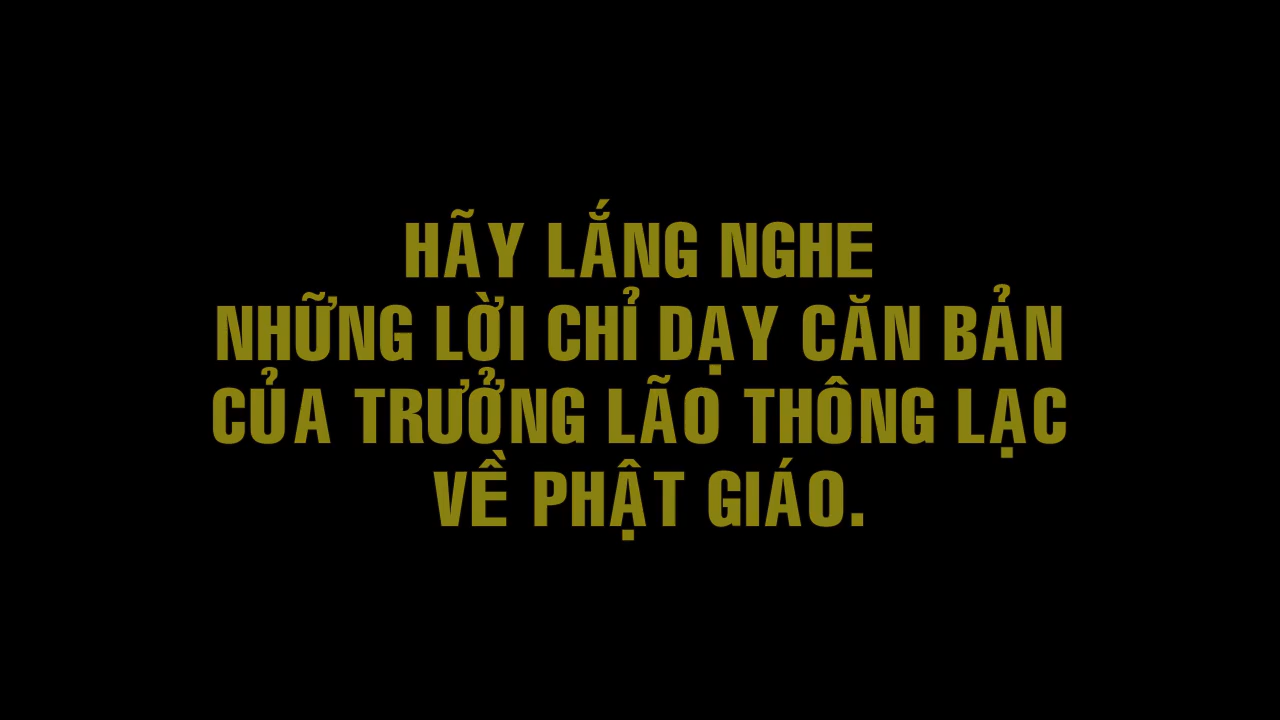 HÃY LẮNG NGHE
NHỮNG LỜI CHỈ DẠY CĂN BẢN
CỦA TRƯỞNG LÃO THÔNG LẠC
VỀ PHẬT GIÁO.